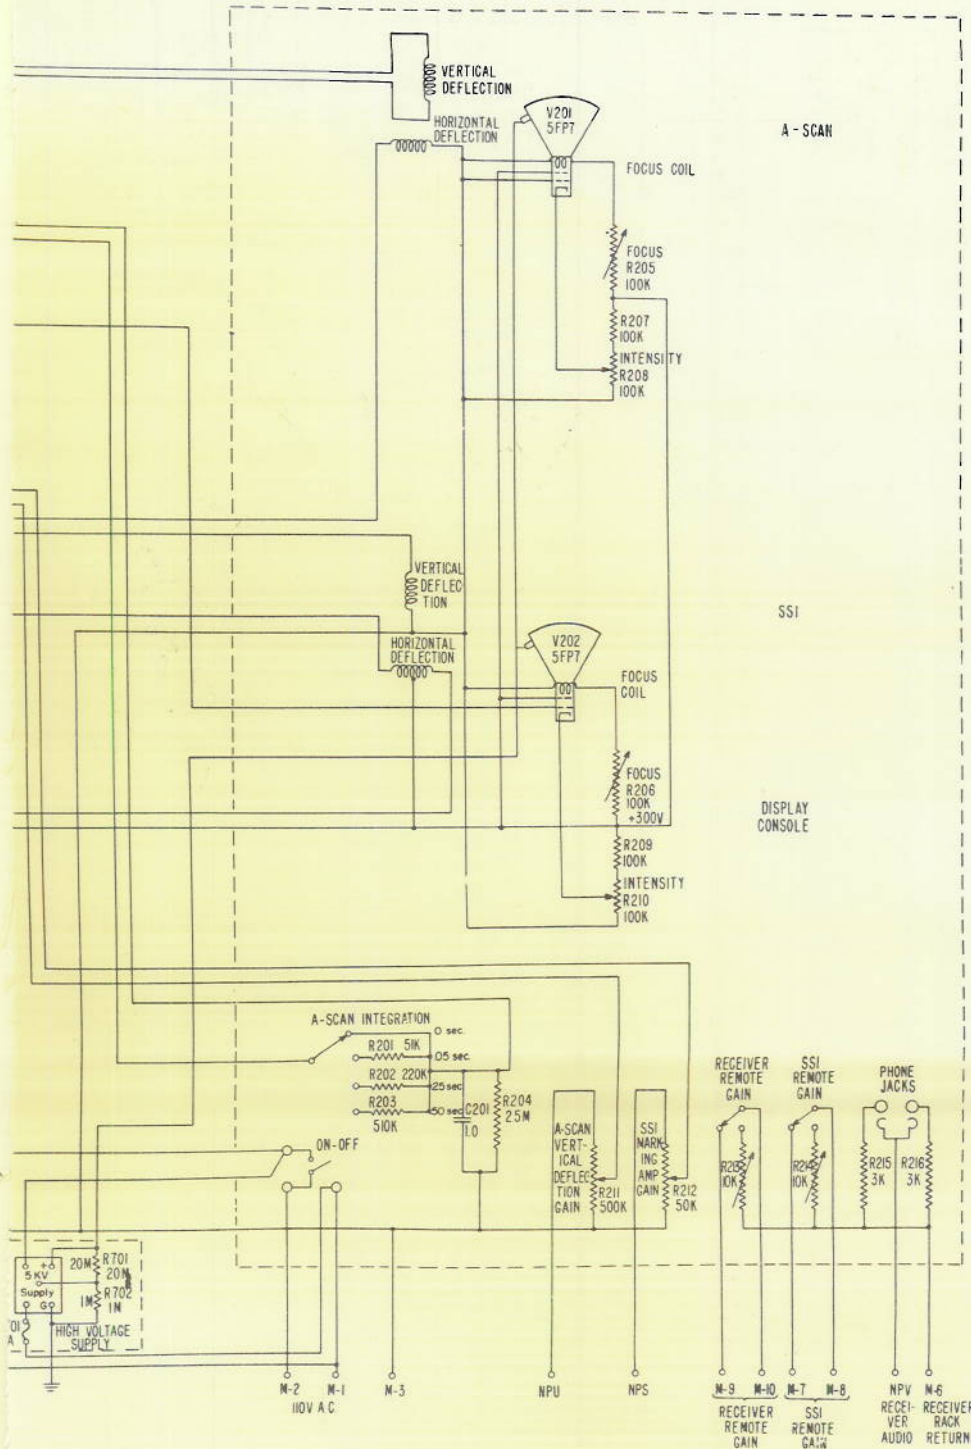 VERTICAL
DEFLECTION
HORIZONTAL
DEFLECTION
V201
5FP7
A-SCAN
FOCUS COIL
FOCUS
R205
100K
R207
100K
INTENSITY
R208
100K
VERTICAL
DEFLEC
TION
SSI
HORIZONTAL
DEFLECTION
V202
5FP7
FOCUS
COIL
FOCUS
R206
100K
+300V
DISPLAY
CONSOLE
R209
100K
INTENSITY
R210
100K
A-SCAN INTEGRATION
0 sec.
R201 51K
.05 sec.
R202 220K
.25 sec.
R203
510K
.50 sec.
C201
1.0
R204
25M
ON-OFF
A-SCAN
VERT-
ICAL
DEFLEC
TION
GAIN
R211
500K
SSI
MARK
ING
AMP
GAIN
R212
50K
RECEIVER
REMOTE
GAIN
R213
10K
SSI
REMOTE
GAIN
R214
10K
PHONE
JACKS
R215
3K
R216
3K
5 KV
Supply
+
G
20M
R701
20M
1M
R702
1M
01
A
HIGH VOLTAGE
SUPPLY
M-2
M-1
110V A C
M-3
NPU
NPS
M-9
M-10
RECEIVER
REMOTE
GAIN
M-7
M-8
SSI
REMOTE
GAIN
NPV
RECEI-
VER
AUDIO
M-6
RECEIVER
RACK
RETURN